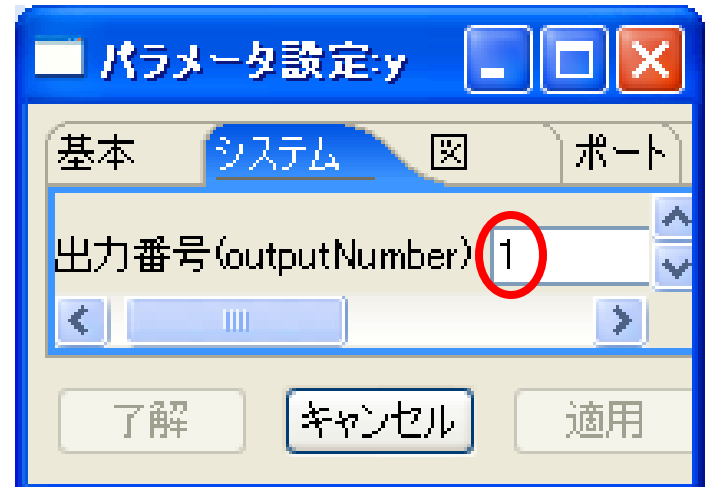 パラメータ設定:y
基本 システム 図 ポート
出力番号(outputNumber) 1
了解 キャンセル 適用